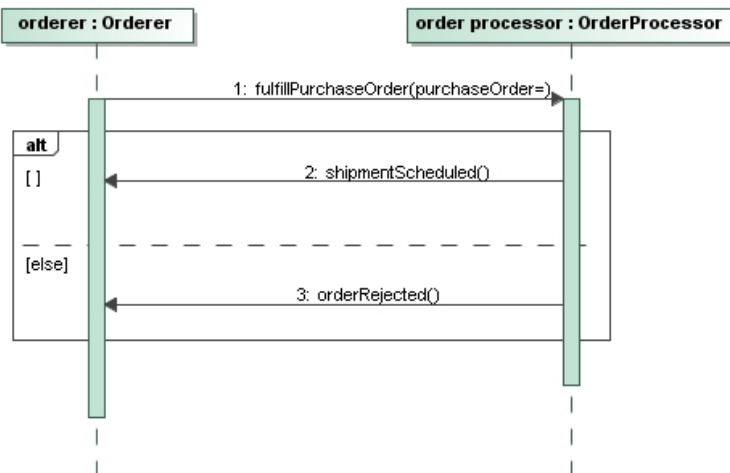 orderer : Orderer
order processor : OrderProcessor
1: fulfillPurchaseOrder(purchaseOrder=)
alt
[ ]
2: shipmentScheduled()
[else]
3: orderRejected()